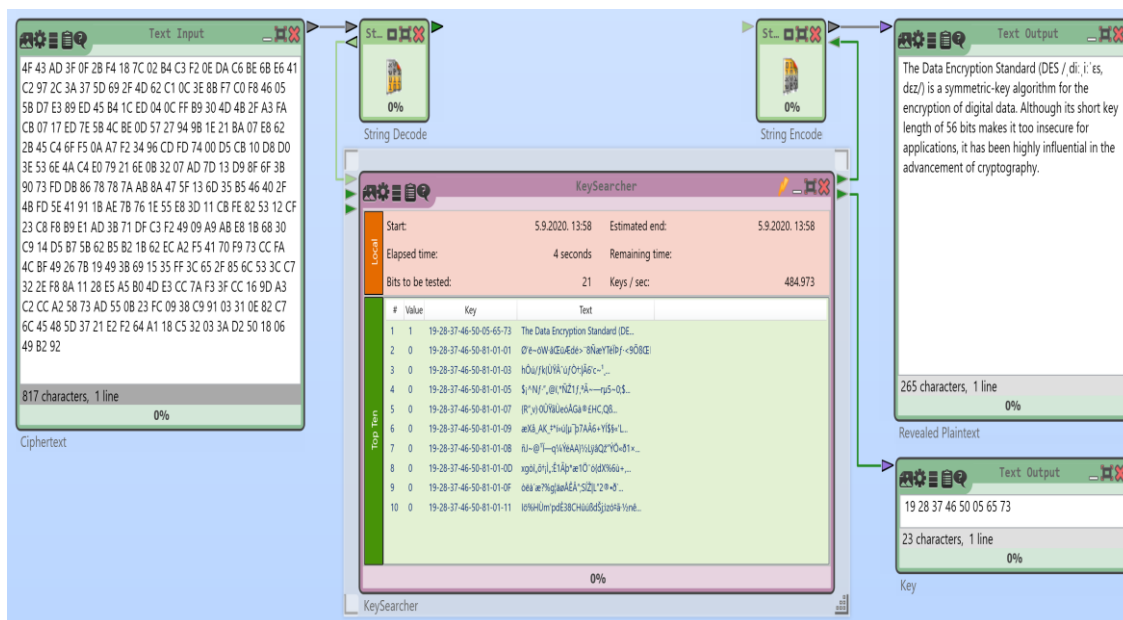 Text Input
4F 43 AD 3F 0F 2B F4 18 7C 02 B4 C3 F2 0E DA C6 BE 6B E6 41
C2 97 2C 3A 37 5D 69 2F 4D 62 C1 0C 3E 8B F7 C0 F8 46 05
5B D7 E3 89 ED 45 B4 1C ED 04 0C FF B9 30 4D 4B 2F A3 FA
CB 07 17 ED 7E 5B 4C BE 0D 57 27 94 9B 1E 21 BA 07 E8 62
2B 45 C4 6F F5 0A A7 F2 34 96 CD FD 74 00 D5 CB 10 D8 D0
3E 53 6E 4A C4 E0 79 21 6E 0B 32 07 AD 7D 13 D9 8F 6F 3B
90 73 FD DB 86 78 78 7A AB 8A 47 5F 13 6D 35 B5 46 40 2F
4B FD 5E 41 91 1B AE 7B 76 1E 55 E8 3D 11 CB FE 82 53 12 CF
23 C8 F8 B9 E1 AD 3B 71 DF C3 F2 49 09 A9 AB E8 1B 68 30
C9 14 D5 B7 5B 62 B5 B2 1B 62 EC A2 F5 41 70 F9 73 CC FA
4C BF 49 26 7B 19 49 3B 69 15 35 FF 3C 65 2F 85 6C 53 3C C7
32 2E F8 8A 11 28 E5 A5 B0 4D E3 CC 7A F3 3F CC 16 9D A3
C2 CC A2 58 73 AD 55 0B 23 FC 09 38 C9 91 03 31 0E 82 C7
6C 45 48 5D 37 21 E2 F2 64 A1 18 C5 32 03 3A D2 50 18 06
49 B2 92
817 characters, 1 line
0%
Ciphertext
St...
0%
String Decode
St...
0%
String Encode
Text Output
The Data Encryption Standard (DES /ˌdiːˌiːˈɛs,
dɛz/) is a symmetric-key algorithm for the
encryption of digital data. Although its short key
length of 56 bits makes it too insecure for
applications, it has been highly influential in the
advancement of cryptography.
265 characters, 1 line
0%
Revealed Plaintext
KeySearcher
Local
Start: 5.9.2020. 13:58 Estimated end: 5.9.2020. 13:58
Elapsed time: 4 seconds Remaining time:
Bits to be tested: 21 Keys / sec: 484.973
Top Ten
# Value Key Text
1 1 19-28-37-46-50-05-65-73 The Data Encryption Standard (DE...
2 0 19-28-37-46-50-81-01-01
3 0 19-28-37-46-50-81-01-03
4 0 19-28-37-46-50-81-01-05
5 0 19-28-37-46-50-81-01-07
6 0 19-28-37-46-50-81-01-09
7 0 19-28-37-46-50-81-01-0B
8 0 19-28-37-46-50-81-01-0D
9 0 19-28-37-46-50-81-01-0F
10 0 19-28-37-46-50-81-01-11
0%
KeySearcher
Text Output
19 28 37 46 50 05 65 73
23 characters, 1 line
0%
Key